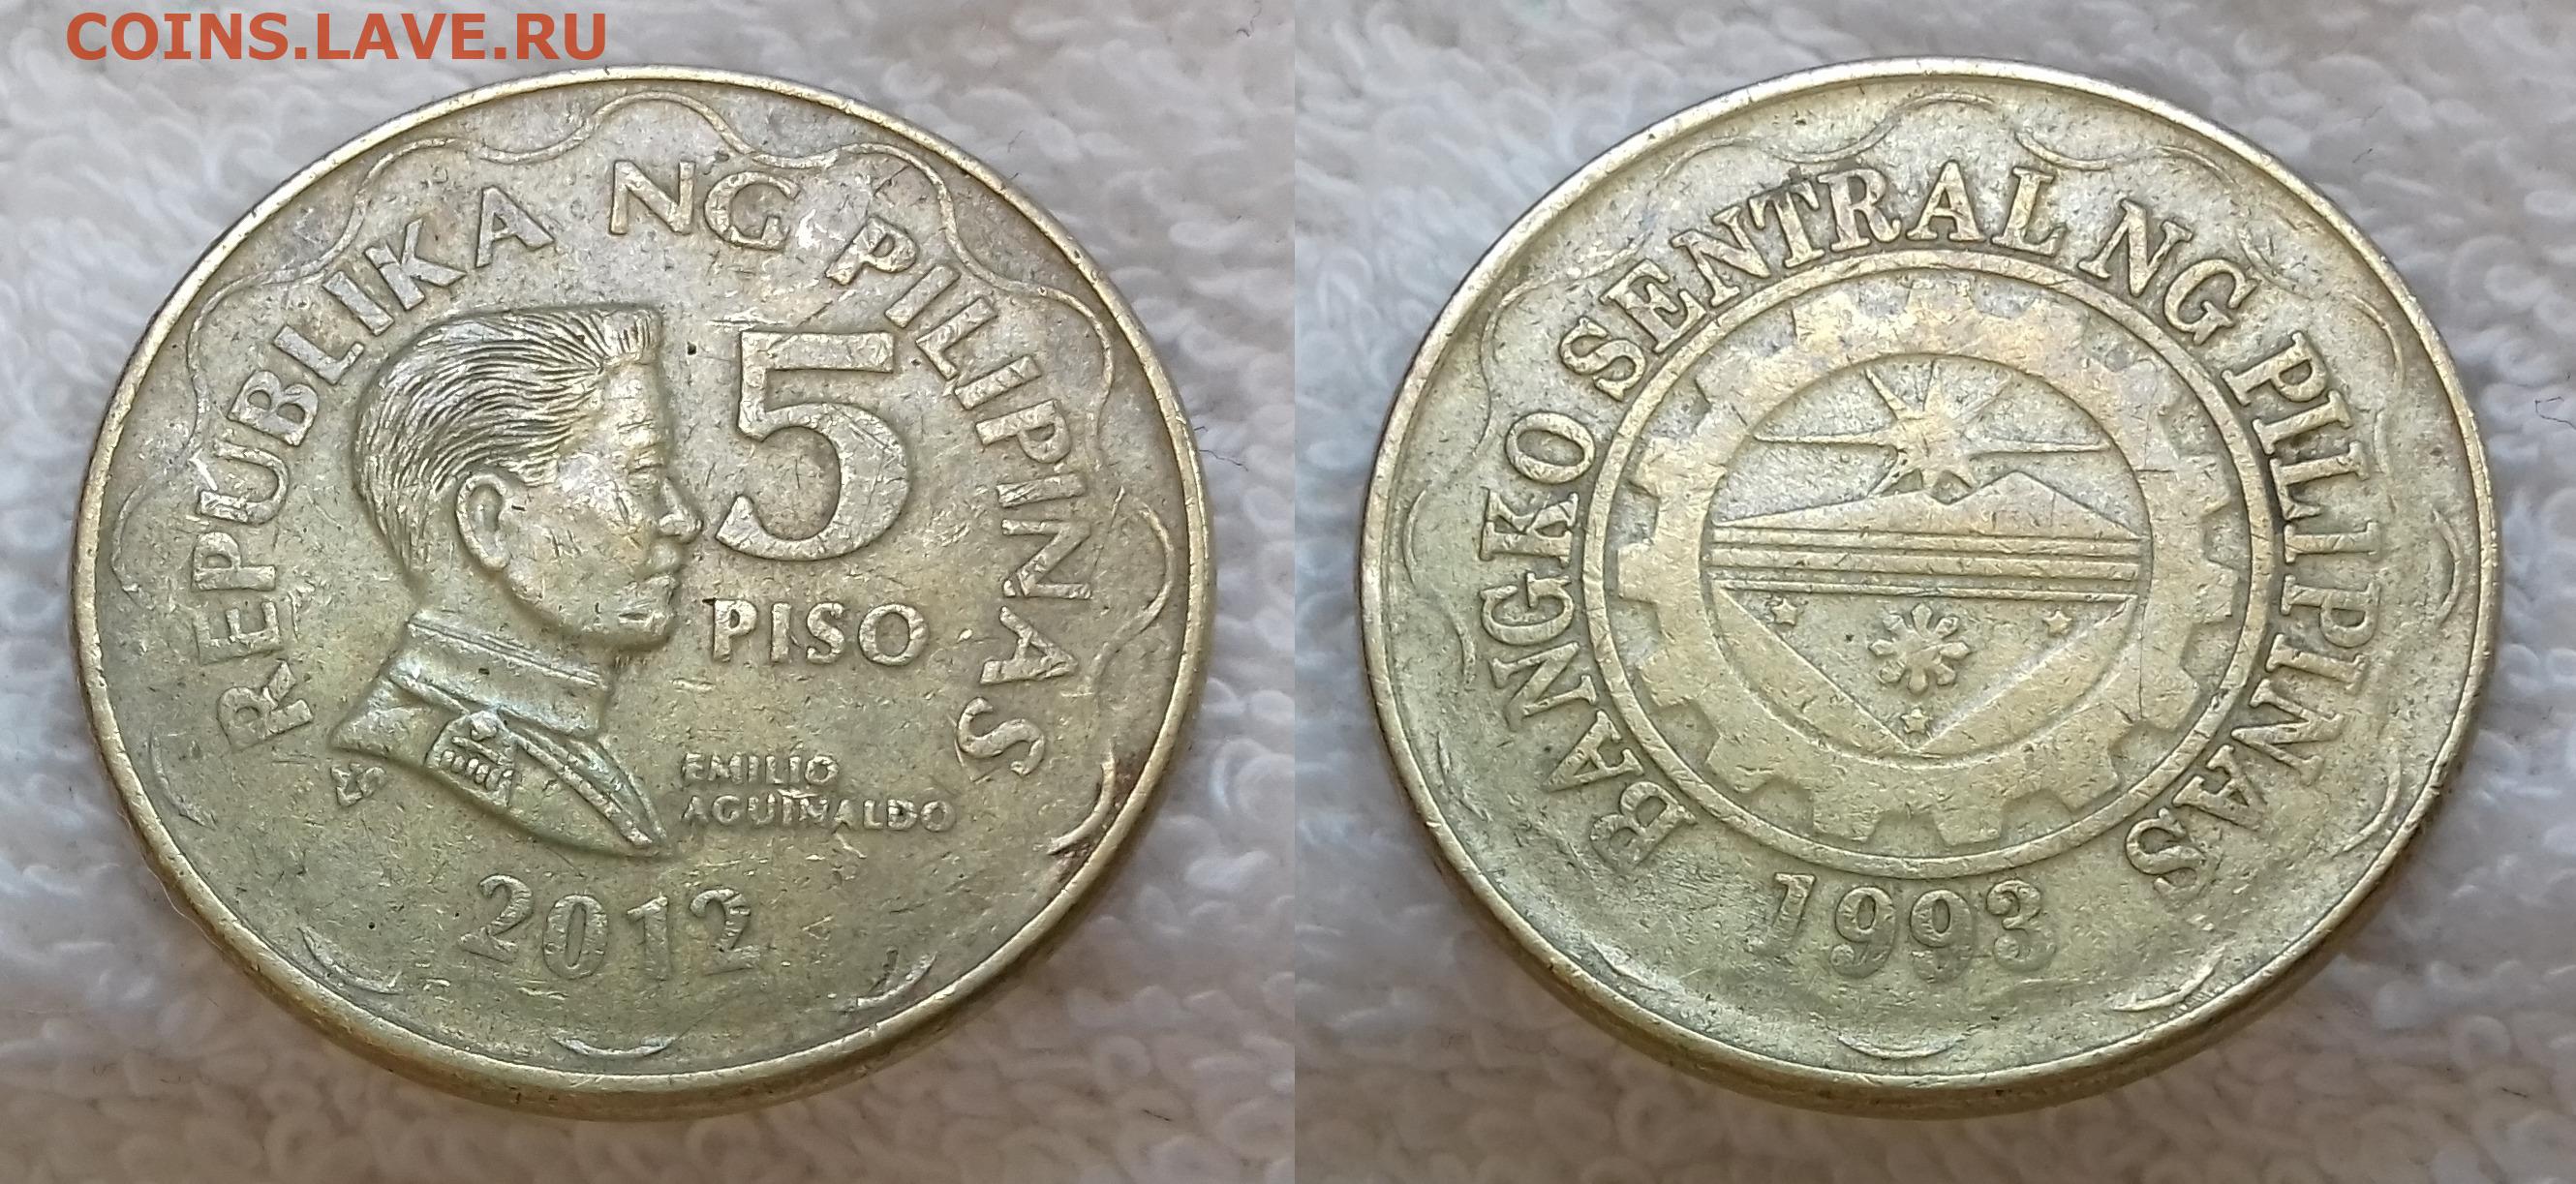 COINS.LAVE.RU
REPUBLIKA NG PILIPINAS
5
PISO
EMILIO
AGUINALDO
2012
BANGKO SENTRAL NG PILIPINAS
1993